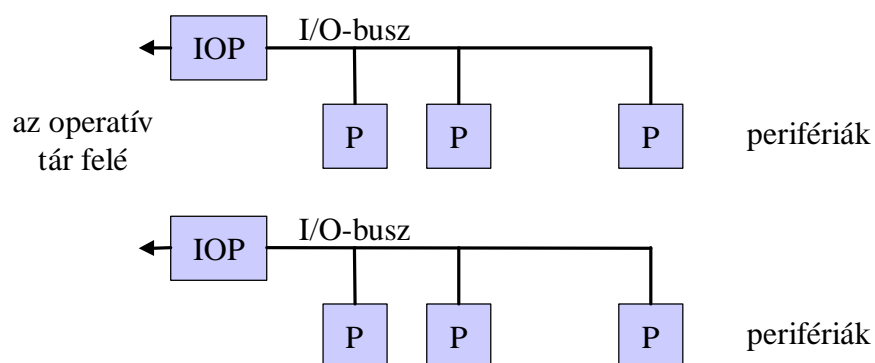 IOP I/O-busz
az operatív
tár felé
P P P perifériák
IOP I/O-busz
P P P perifériák